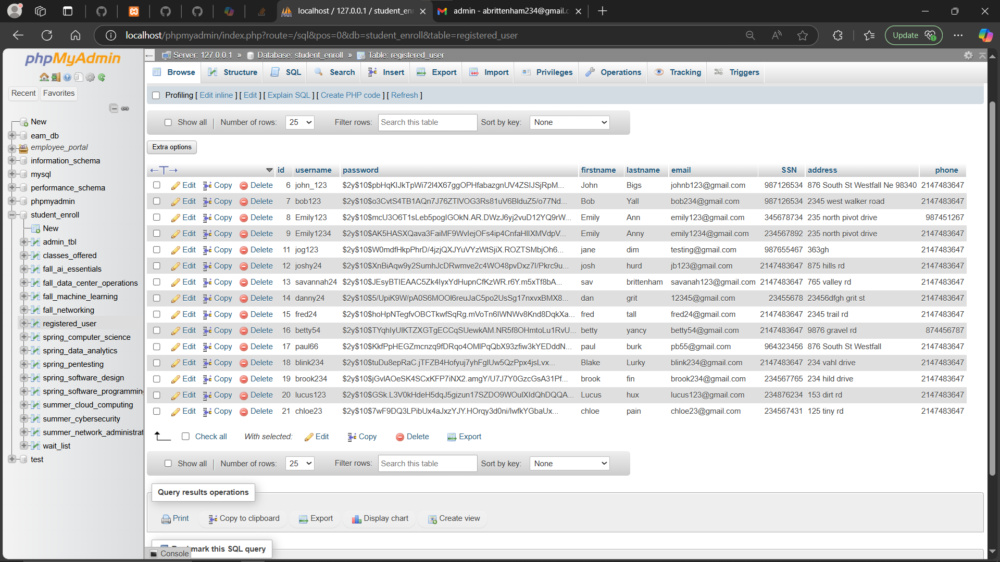 localhost / 127.0.0.1 / student_enr
admin - abrittenham234@gmail.c
localhost/phpmyadmin/index.php?route=/sql&pos=0&db=student_enroll&table=registered_user
Update
phpMyAdmin
Recent Favorites
New
eam_db
employee_portal
information_schema
mysql
performance_schema
phpmyadmin
student_enroll
New
admin_tbl
classes_offered
fall_ai_essentials
fall_data_center_operations
fall_machine_learning
fall_networking
registered_user
spring_computer_science
spring_data_analytics
spring_pentesting
spring_software_design
spring_software_programming
summer_cloud_computing
summer_cybersecurity
summer_network_administrat
wait_list
test
Server: 127.0.0.1 » Database: student_enroll » Table: registered_user
Browse Structure SQL Search Insert Export Import Privileges Operations Tracking Triggers
Profiling [ Edit inline ] [ Edit ] [ Explain SQL ] [ Create PHP code ] [ Refresh ]
Show all | Number of rows: 25 Filter rows: Search this table Sort by key: None
Extra options
id username password firstname lastname email SSN address phone
Edit Copy Delete 6 john_123 $2y$10$pbHqKIJkTpWi72l4X67ggOPHfabazgnUV4ZSIJSjRpM... John Bigs johnb123@gmail.com 987126534 876 South St Westfall Ne 98340 2147483647
Edit Copy Delete 7 bob123 $2y$10$o3CvtS4TB1AQn7J76ZTIVOG3Rs81uV6BlduZ5/o77Nd... Bob Yall bob234@gmail.com 987126534 2345 west walker road 2147483647
Edit Copy Delete 8 Emily123 $2y$10$mcU3O6T1sLeb5pogIGOkN.AR.DWzJ6yj2vuD12YQ9rW... Emily Ann emily123@gmail.com 345678734 235 north pivot drive 987451267
Edit Copy Delete 9 Emily1234 $2y$10$AK5HASXQava3FaiMF9WvIejOFs4ip4CnfaHIIXMVdpV... Emily Anny emily1234@gmail.com 234567892 235 north pivot drive 2147483647
Edit Copy Delete 11 jog123 $2y$10$W0mdfHkpPhrD/4jzjQXJYuVYzWtSjiX.ROZTSMbjOh6... jane dim testing@gmail.com 987655467 363gh 2147483647
Edit Copy Delete 12 joshy24 $2y$10$XnBiAqw9y2SumhJcDRwmve2c4WO48pvDxz7I/Pkrc9u... josh hurd jb123@gmail.com 2147483647 875 hills rd 2147483647
Edit Copy Delete 13 savannah24 $2y$10$JEsyBTIEAAC5Zk4IyxYdHupnCfKzWR.r6Y.m5xTf8bA... sav brittenham savanah123@gmail.com 2147483647 765 valley rd 2147483647
Edit Copy Delete 14 danny24 $2y$10$5/UpiK9W/pA0S6MOOl6reuJaC5po2UsSg17nxvxBMX8... dan grit 12345@gmail.com 23455678 23456dfgh grit st 2147483647
Edit Copy Delete 15 fred24 $2y$10$hoHpNTegfvOBCTkwfSqRg.mVoTn6IWNWv8Knd8DqkXa... fred tall fred24@gmail.com 2147483647 2345 trail rd 2147483647
Edit Copy Delete 16 betty54 $2y$10$TYqhIyUlKTZXGTgECCqSUewkAM.NR5f8OHmtoLu1RvU... betty yancy betty54@gmail.com 2147483647 9876 gravel rd 874456787
Edit Copy Delete 17 paul66 $2y$10$KkfPpHEGZmcnzq9fDRqo4OMlPqQbX93zfiw3kYEDddN... paul burk pb55@gmail.com 964323456 876 South St Westfall 2147483647
Edit Copy Delete 18 blink234 $2y$10$tuDu8epRaC.jTFZB4Hofyuj7yhFglUw5QzPpx4jsLvx... Blake Lurky blink234@gmail.com 2147483647 234 vahl drive 2147483647
Edit Copy Delete 19 brook234 $2y$10$jGvlAOeSK4SCxKFP7iNX2.amgY/U7J7Y0GzcGsA31Pf... brook fin brook234@gmail.com 234567765 234 hild drive 2147483647
Edit Copy Delete 20 lucus123 $2y$10$GSk.L3V0kHdeH5dqJ5gizun17SZDO9WOulXIdQhDQQA... Lucus hux lucus123@gmail.com 234876234 153 dirt rd 2147483647
Edit Copy Delete 21 chloe23 $2y$10$7wF9DQ3LPibUx4aJxzYJY.HOrqy3d0ni/IwfkYGbaUx... chloe pain chloe23@gmail.com 234567431 125 tiny rd 2147483647
Check all With selected: Edit Copy Delete Export
Show all | Number of rows: 25 Filter rows: Search this table Sort by key: None
Query results operations
Print Copy to clipboard Export Display chart Create view
mark this SQL query
Console